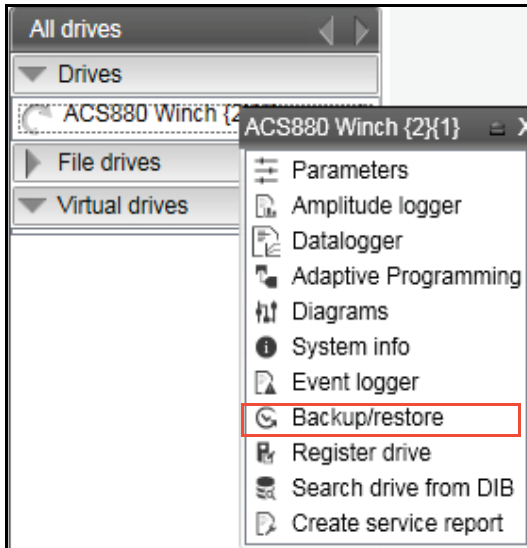 All drives
Drives
ACS880 Winch {2
ACS880 Winch {2}{1}
File drives
Virtual drives
Parameters
Amplitude logger
Datalogger
Adaptive Programming
Diagrams
System info
Event logger
Backup/restore
Register drive
Search drive from DIB
Create service report